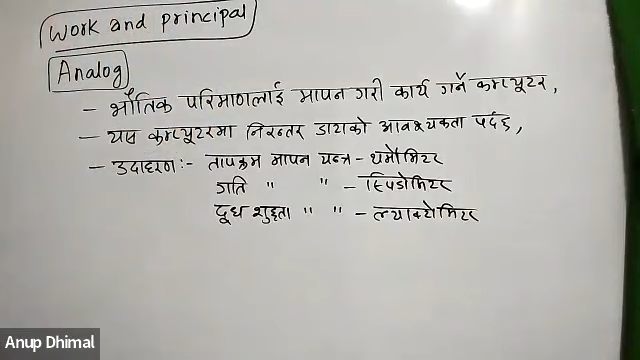 Work and principal
Analog
- भौतिक परिमाणलाई मापन गरी कार्य गर्ने कम्प्यूटर,
- यस कम्प्यूटरमा निरन्तर डाटाको आवश्यकता पर्दछ,
- उदाहरण:- तापक्रम मापन यन्त्र - थर्मोमिटर
गति " " - स्पिडोमिटर
दूध शुद्दता " " - ल्याक्टोमिटर
Anup Dhimal